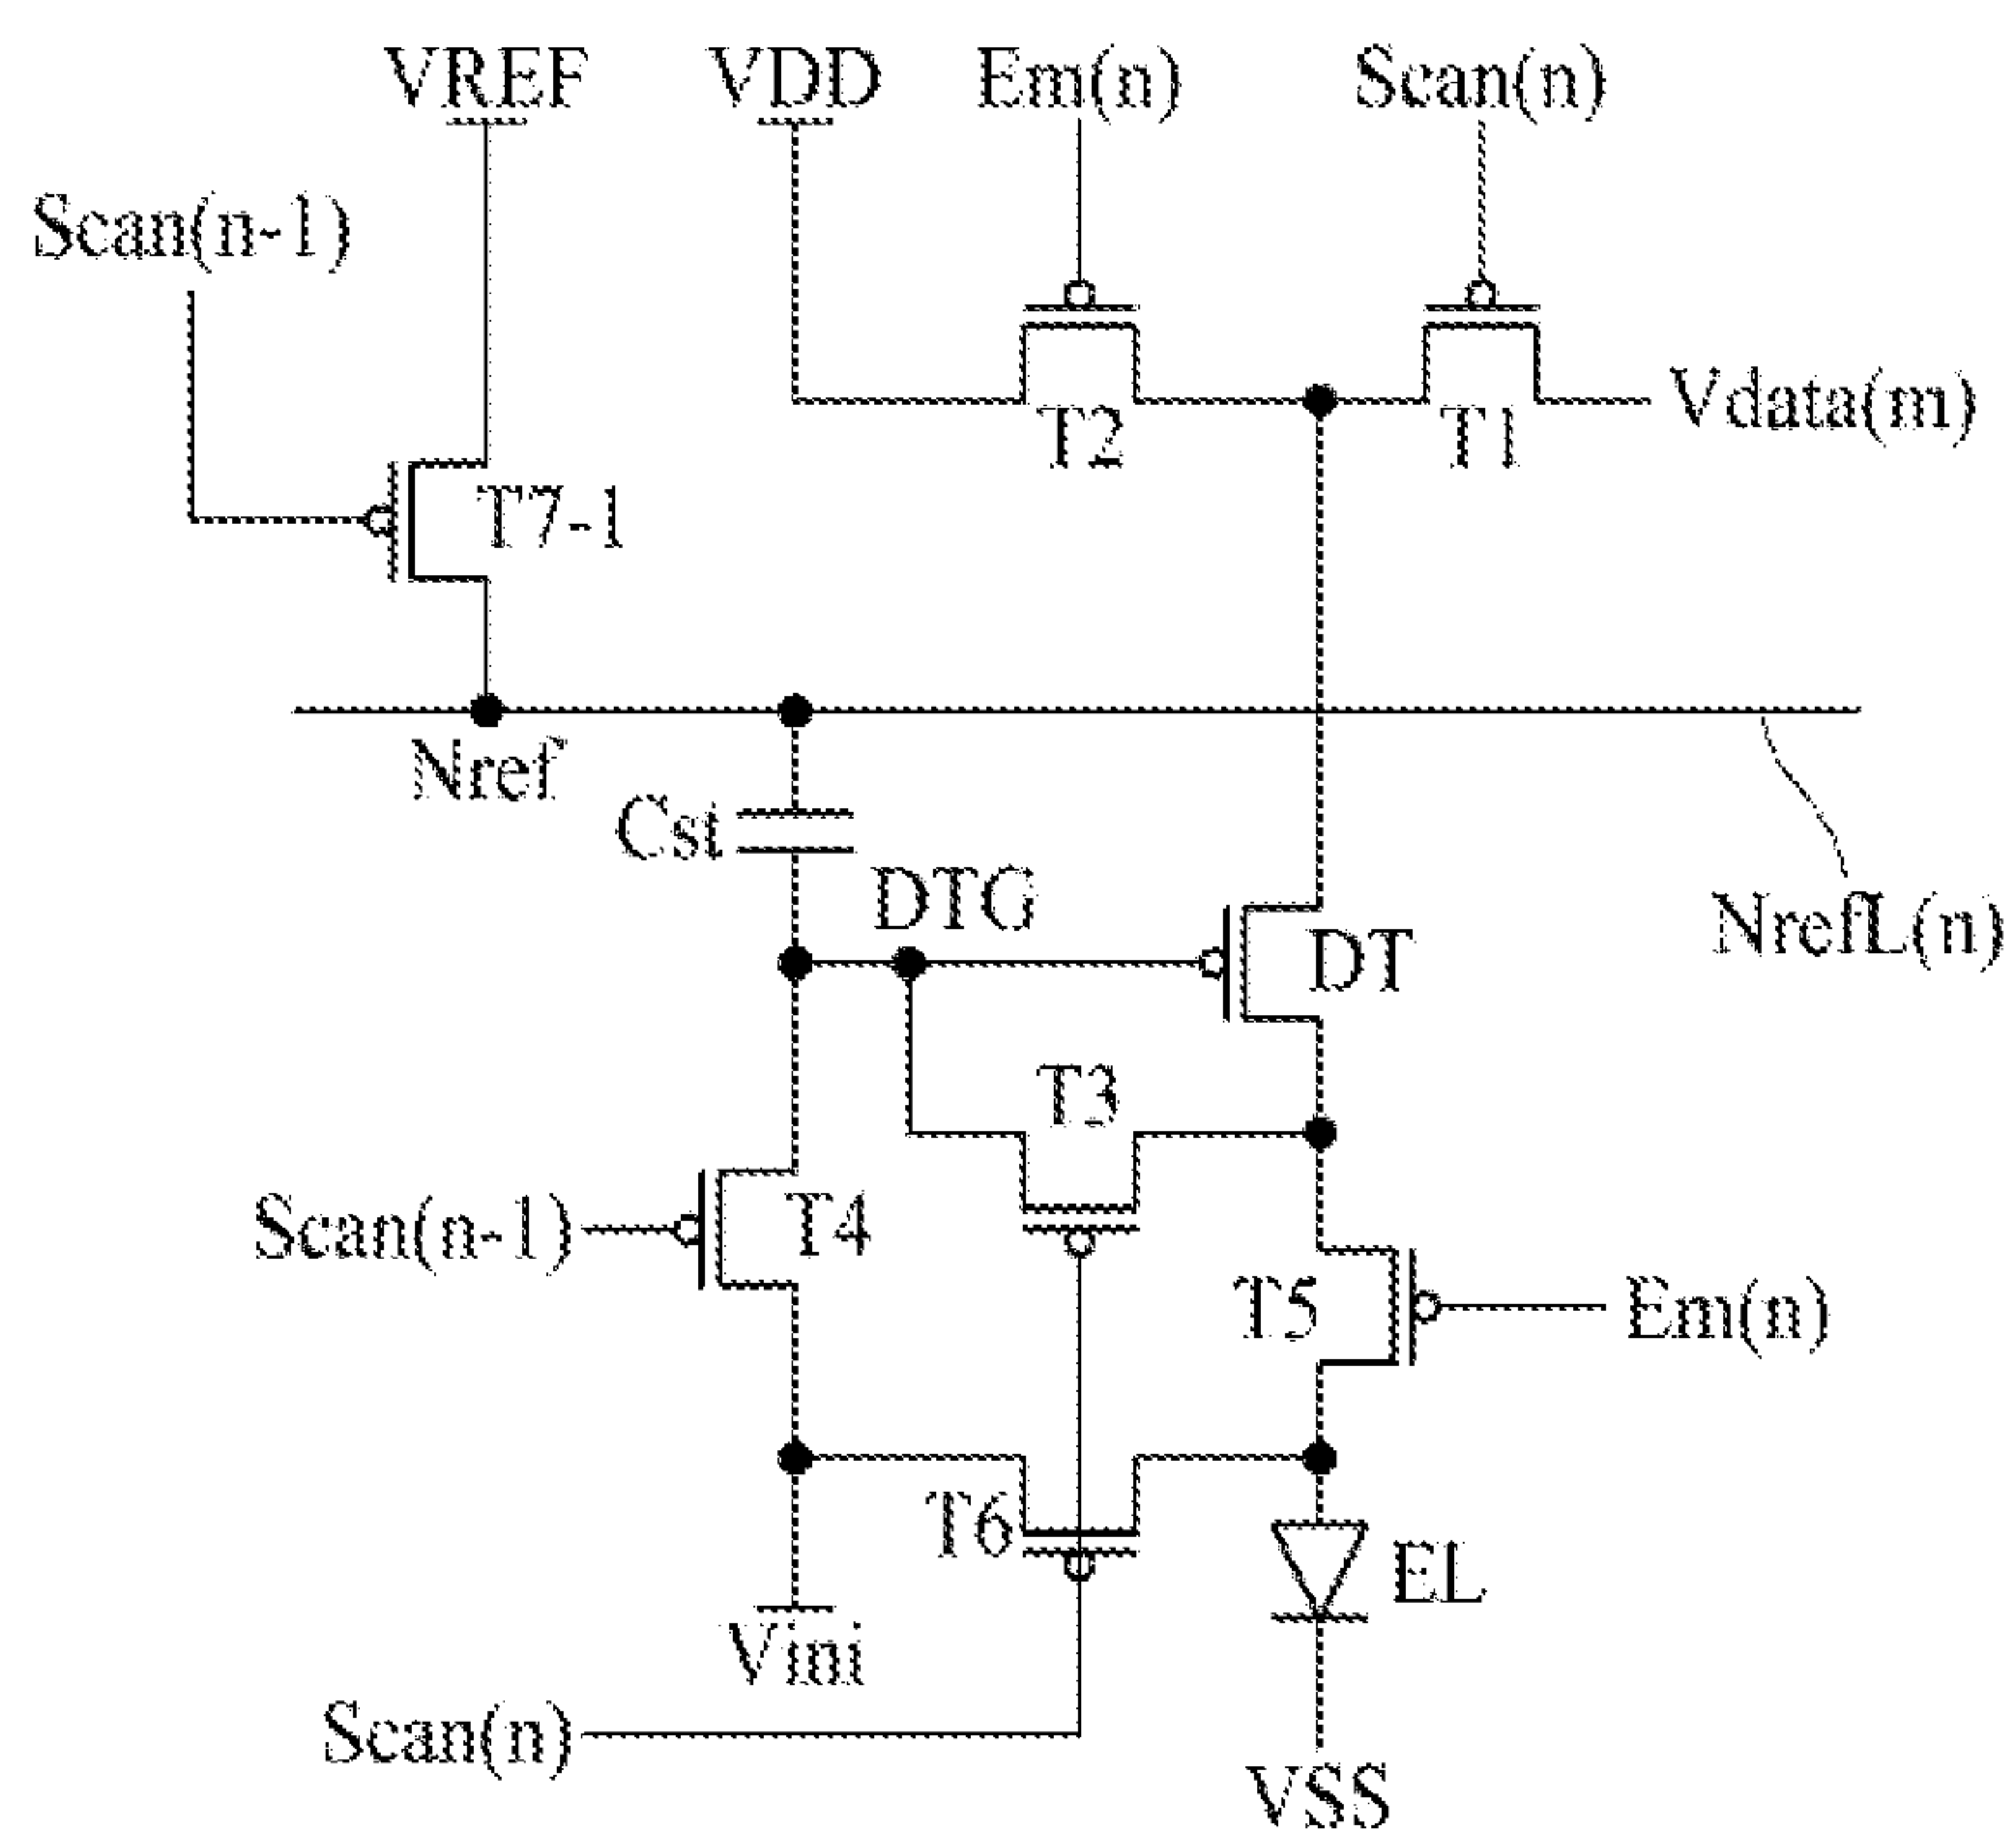 VREF
VDD
Em(n)
Scan(n)
Scan(n-1)
Vdata(m)
T2
T1
T7-1
Nref
Cst
DTG
DT
NrefL(n)
T3
Scan(n-1)
T4
T5
Em(n)
T6
EL
Vini
Scan(n)
VSS